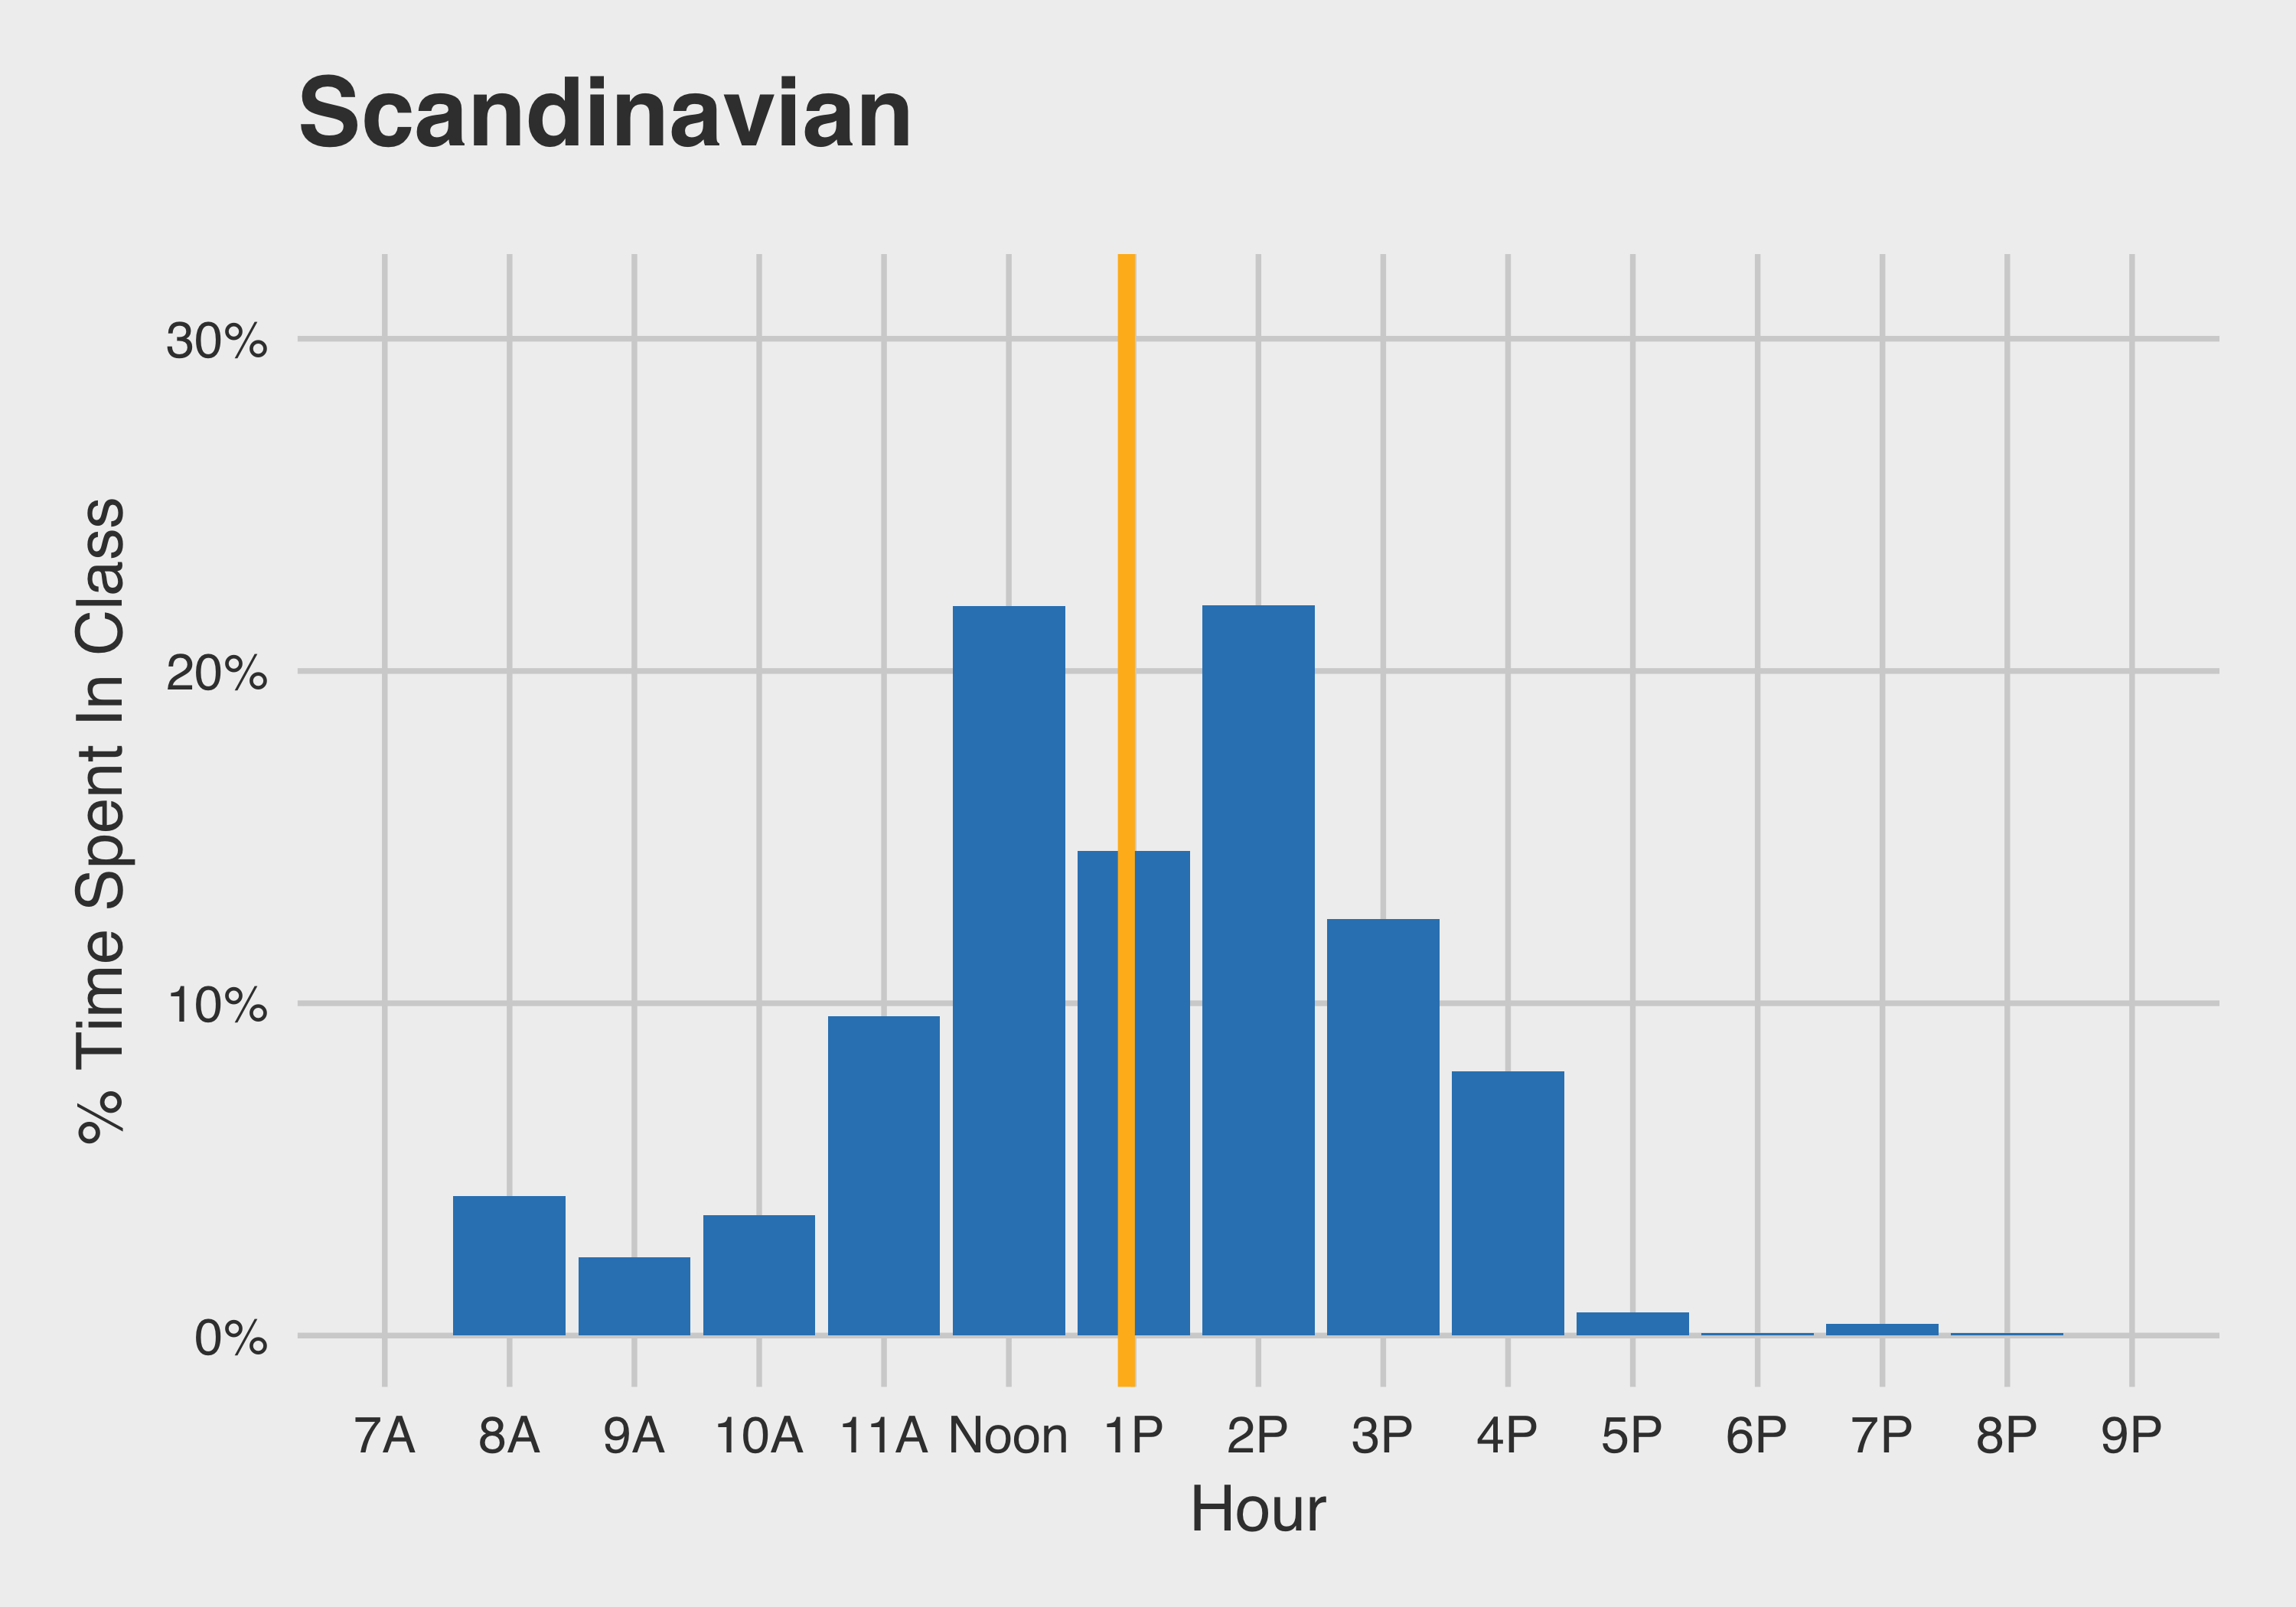 Scandinavian
% Time Spent In Class
30%
20%
10%
0%
7A 8A 9A 10A 11A Noon 1P 2P 3P 4P 5P 6P 7P 8P 9P
Hour